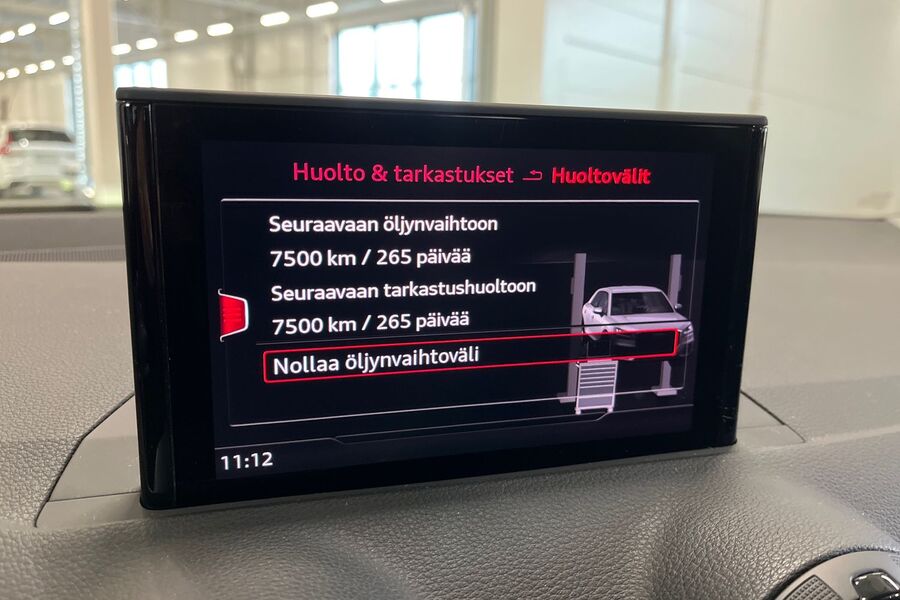 Huolto & tarkastukset Huoltovälit
Seuraavaan öljynvaihtoon
7500 km / 265 päivää
Seuraavaan tarkastushuoltoon
7500 km / 265 päivää
Nollaa öljynvaihtoväli
11:12